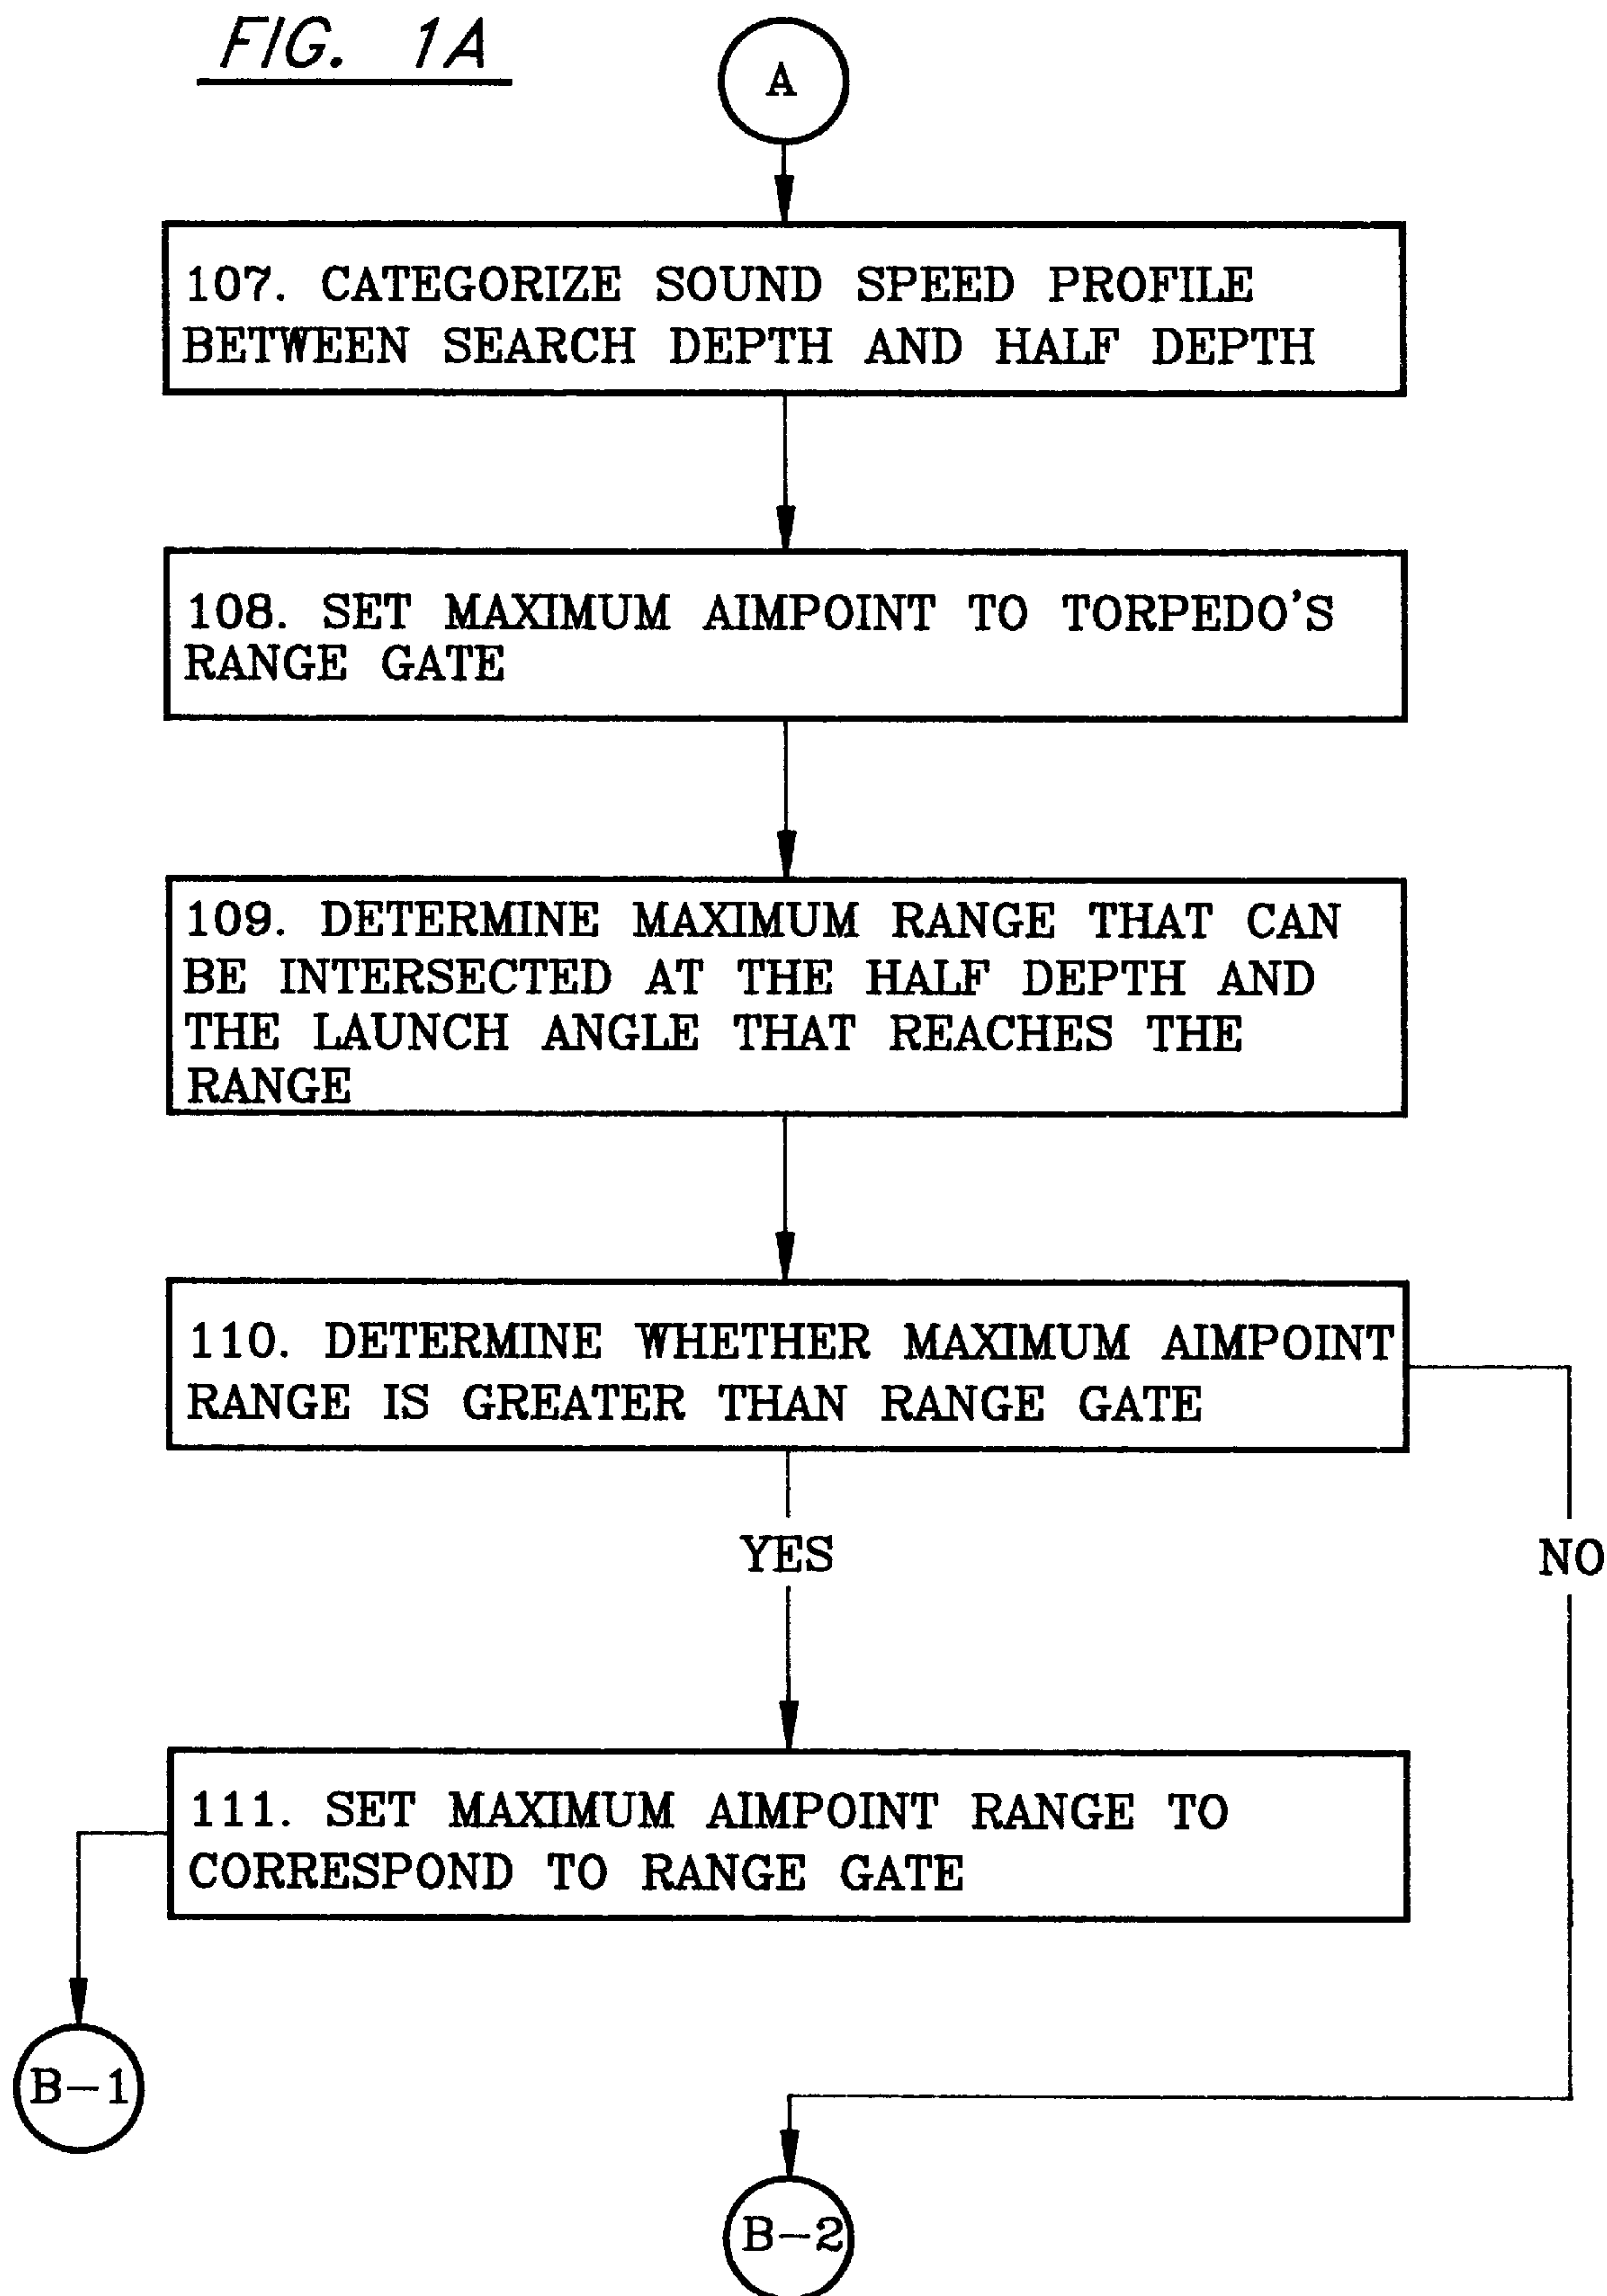 FIG. 1A
A
107. CATEGORIZE SOUND SPEED PROFILE
BETWEEN SEARCH DEPTH AND HALF DEPTH
108. SET MAXIMUM AIMPOINT TO TORPEDO'S
RANGE GATE
109. DETERMINE MAXIMUM RANGE THAT CAN
BE INTERSECTED AT THE HALF DEPTH AND
THE LAUNCH ANGLE THAT REACHES THE
RANGE
110. DETERMINE WHETHER MAXIMUM AIMPOINT
RANGE IS GREATER THAN RANGE GATE
YES
NO
111. SET MAXIMUM AIMPOINT RANGE TO
CORRESPOND TO RANGE GATE
B-1
B-2